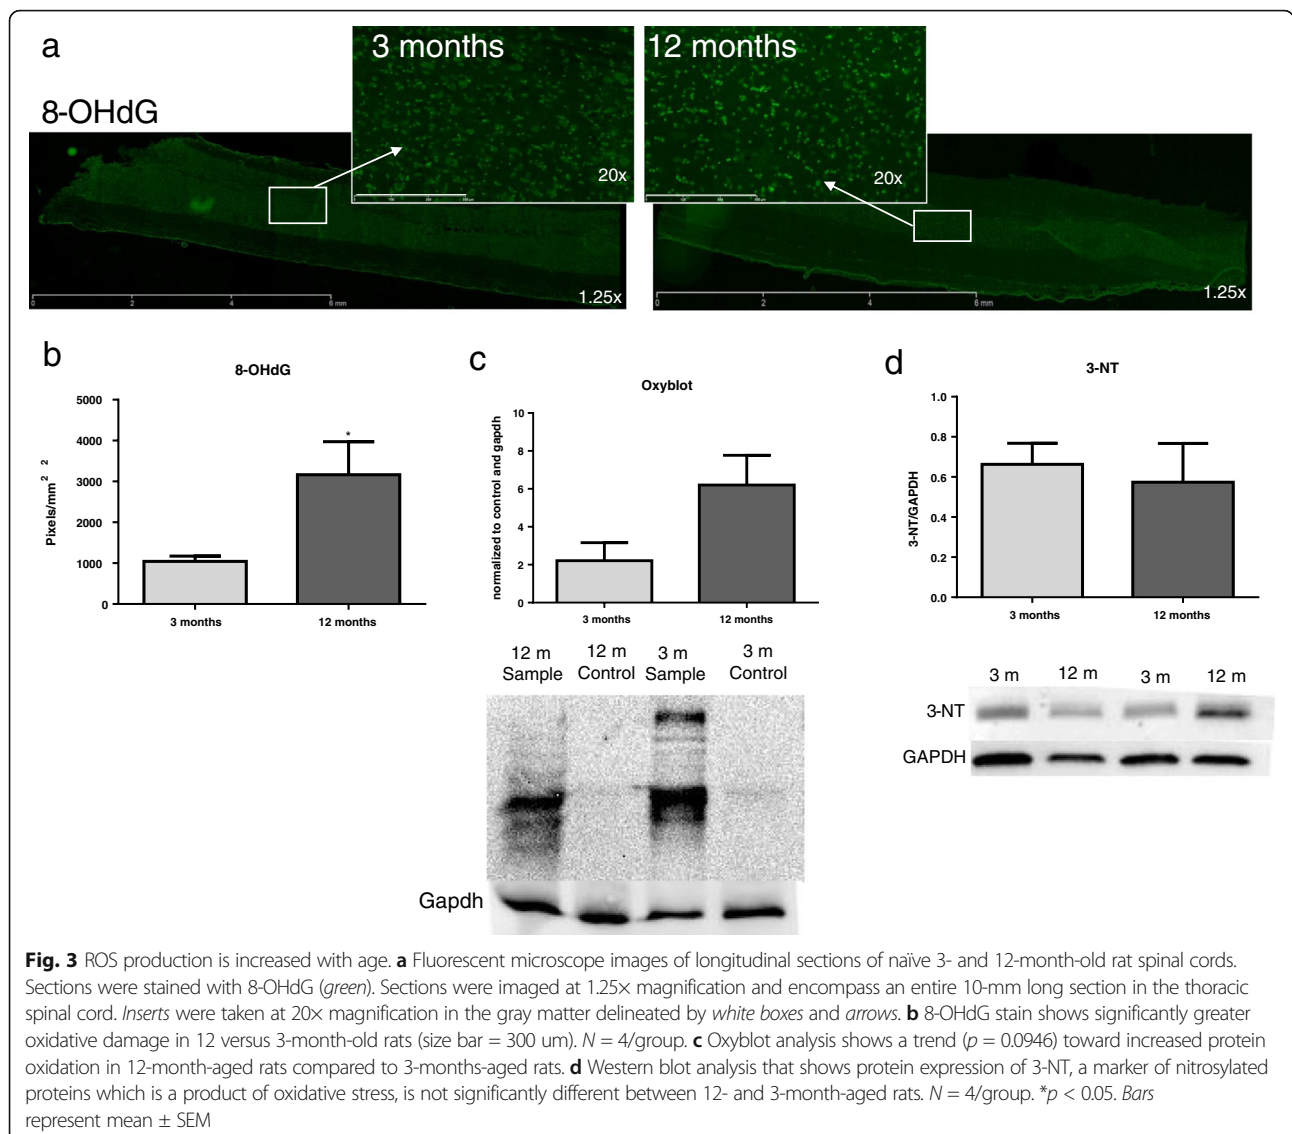 a
3 months
12 months
8-OHdG
20x
20x
0 2 4 6 mm
1.25x
0 2 4 6 mm
1.25x
b
8-OHdG
Pixels/mm² ²
5000
4000
3000
2000
1000
0
*
3 months
12 months
c
Oxyblot
normalized to control and gapdh
10
8
6
4
2
0
3 months
12 months
12 m Sample
12 m Control
3 m Sample
3 m Control
Gapdh
d
3-NT
3-NT/GAPDH
1.0
0.8
0.6
0.4
0.2
0.0
3 months
12 months
3 m 12 m 3 m 12 m
3-NT
GAPDH
Fig. 3 ROS production is increased with age. a Fluorescent microscope images of longitudinal sections of naïve 3- and 12-month-old rat spinal cords.
Sections were stained with 8-OHdG (green). Sections were imaged at 1.25× magnification and encompass an entire 10-mm long section in the thoracic
spinal cord. Inserts were taken at 20× magnification in the gray matter delineated by white boxes and arrows. b 8-OHdG stain shows significantly greater
oxidative damage in 12 versus 3-month-old rats (size bar = 300 um). N = 4/group. c Oxyblot analysis shows a trend (p = 0.0946) toward increased protein
oxidation in 12-month-aged rats compared to 3-months-aged rats. d Western blot analysis that shows protein expression of 3-NT, a marker of nitrosylated
proteins which is a product of oxidative stress, is not significantly different between 12- and 3-month-aged rats. N = 4/group. *p < 0.05. Bars
represent mean ± SEM